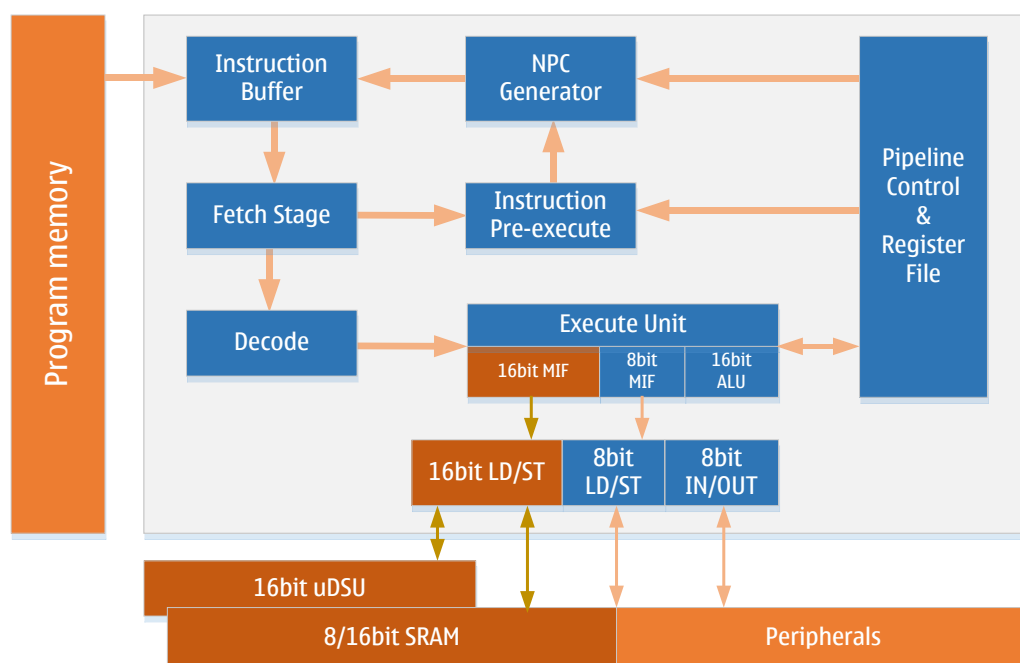 Program memory
Instruction
Buffer
NPC
Generator
Pipeline
Control
&
Register
File
Fetch Stage
Instruction
Pre-execute
Decode
Execute Unit
16bit MIF
8bit
MIF
16bit
ALU
16bit LD/ST
8bit
LD/ST
8bit
IN/OUT
16bit uDSU
8/16bit SRAM
Peripherals